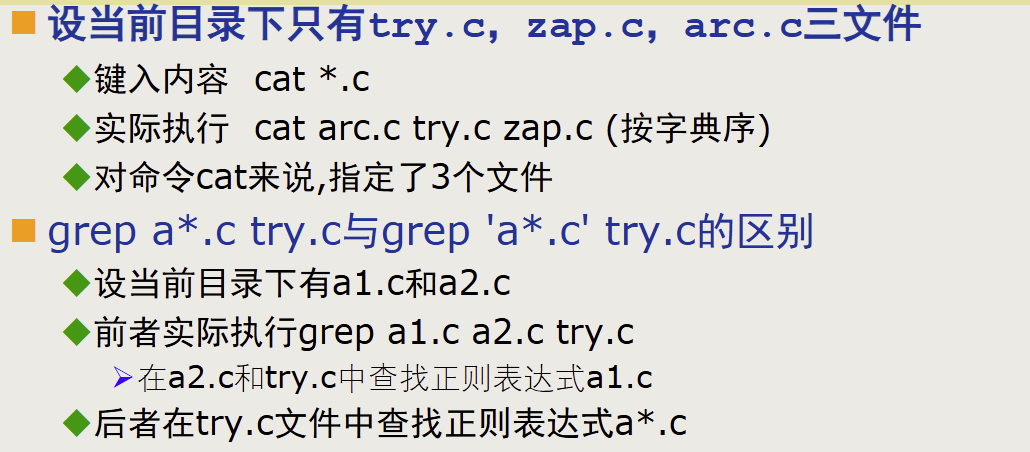 设当前目录下只有try.c，zap.c，arc.c三文件
键入内容 cat *.c
实际执行 cat arc.c try.c zap.c (按字典序)
对命令cat来说,指定了3个文件
grep a*.c try.c与grep 'a*.c' try.c的区别
设当前目录下有a1.c和a2.c
前者实际执行grep a1.c a2.c try.c
在a2.c和try.c中查找正则表达式a1.c
后者在try.c文件中查找正则表达式a*.c